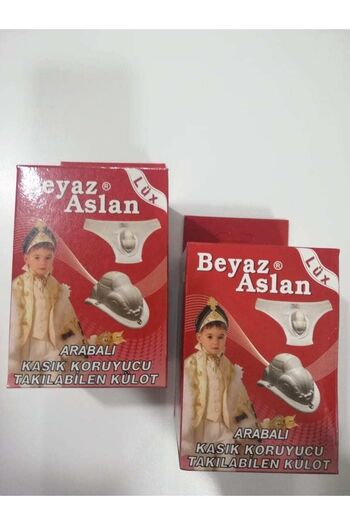 Beyaz®
Aslan
Lüx
ARABALI
KASIK KORUYUCU
TAKILABİLEN KÜLOT
Beyaz®
Aslan
Lüx
ARABALI
KASIK KORUYUCU
TAKILABİLEN KÜLOT